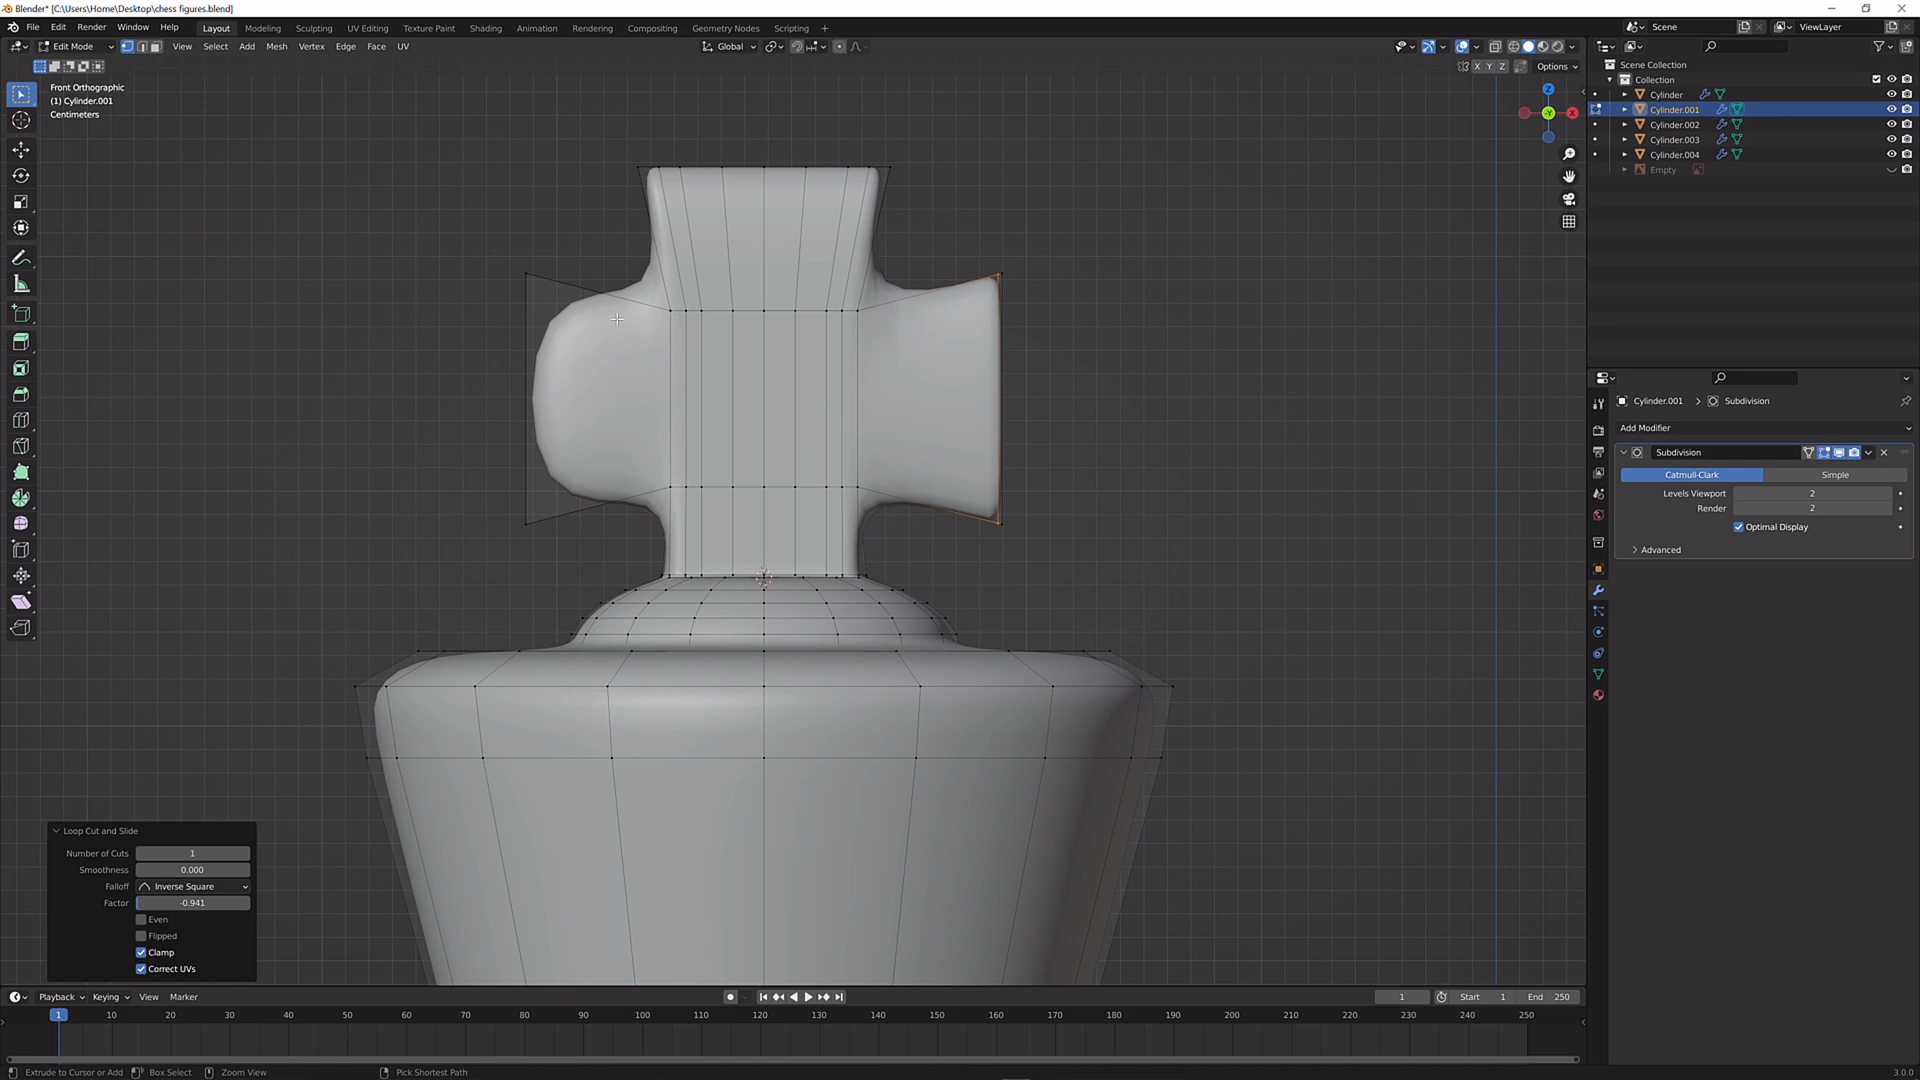 Blender* [C:\Users\Home\Desktop\chess figures.blend]
File Edit Render Window Help Layout Modeling Sculpting UV Editing Texture Paint Shading Animation Rendering Compositing Geometry Nodes Scripting + Scene ViewLayer
Edit Mode View Select Add Mesh Vertex Edge Face UV Global
X Y Z Options
Front Orthographic
(1) Cylinder.001
Centimeters
Z
-Y X
Scene Collection
Collection
Cylinder
Cylinder.001
Cylinder.002
Cylinder.003
Cylinder.004
Empty
Cylinder.001 > Subdivision
Add Modifier
Subdivision
Catmull-Clark Simple
Levels Viewport 2
Render 2
Optimal Display
Advanced
Loop Cut and Slide
Number of Cuts 1
Smoothness 0.000
Falloff Inverse Square
Factor -0.941
Even
Flipped
Clamp
Correct UVs
Playback Keying View Marker 1 Start 1 End 250
1 10 20 30 40 50 60 70 80 90 100 110 120 130 140 150 160 170 180 190 200 210 220 230 240 250
Extrude to Cursor or Add Box Select Zoom View Pick Shortest Path 3.0.0